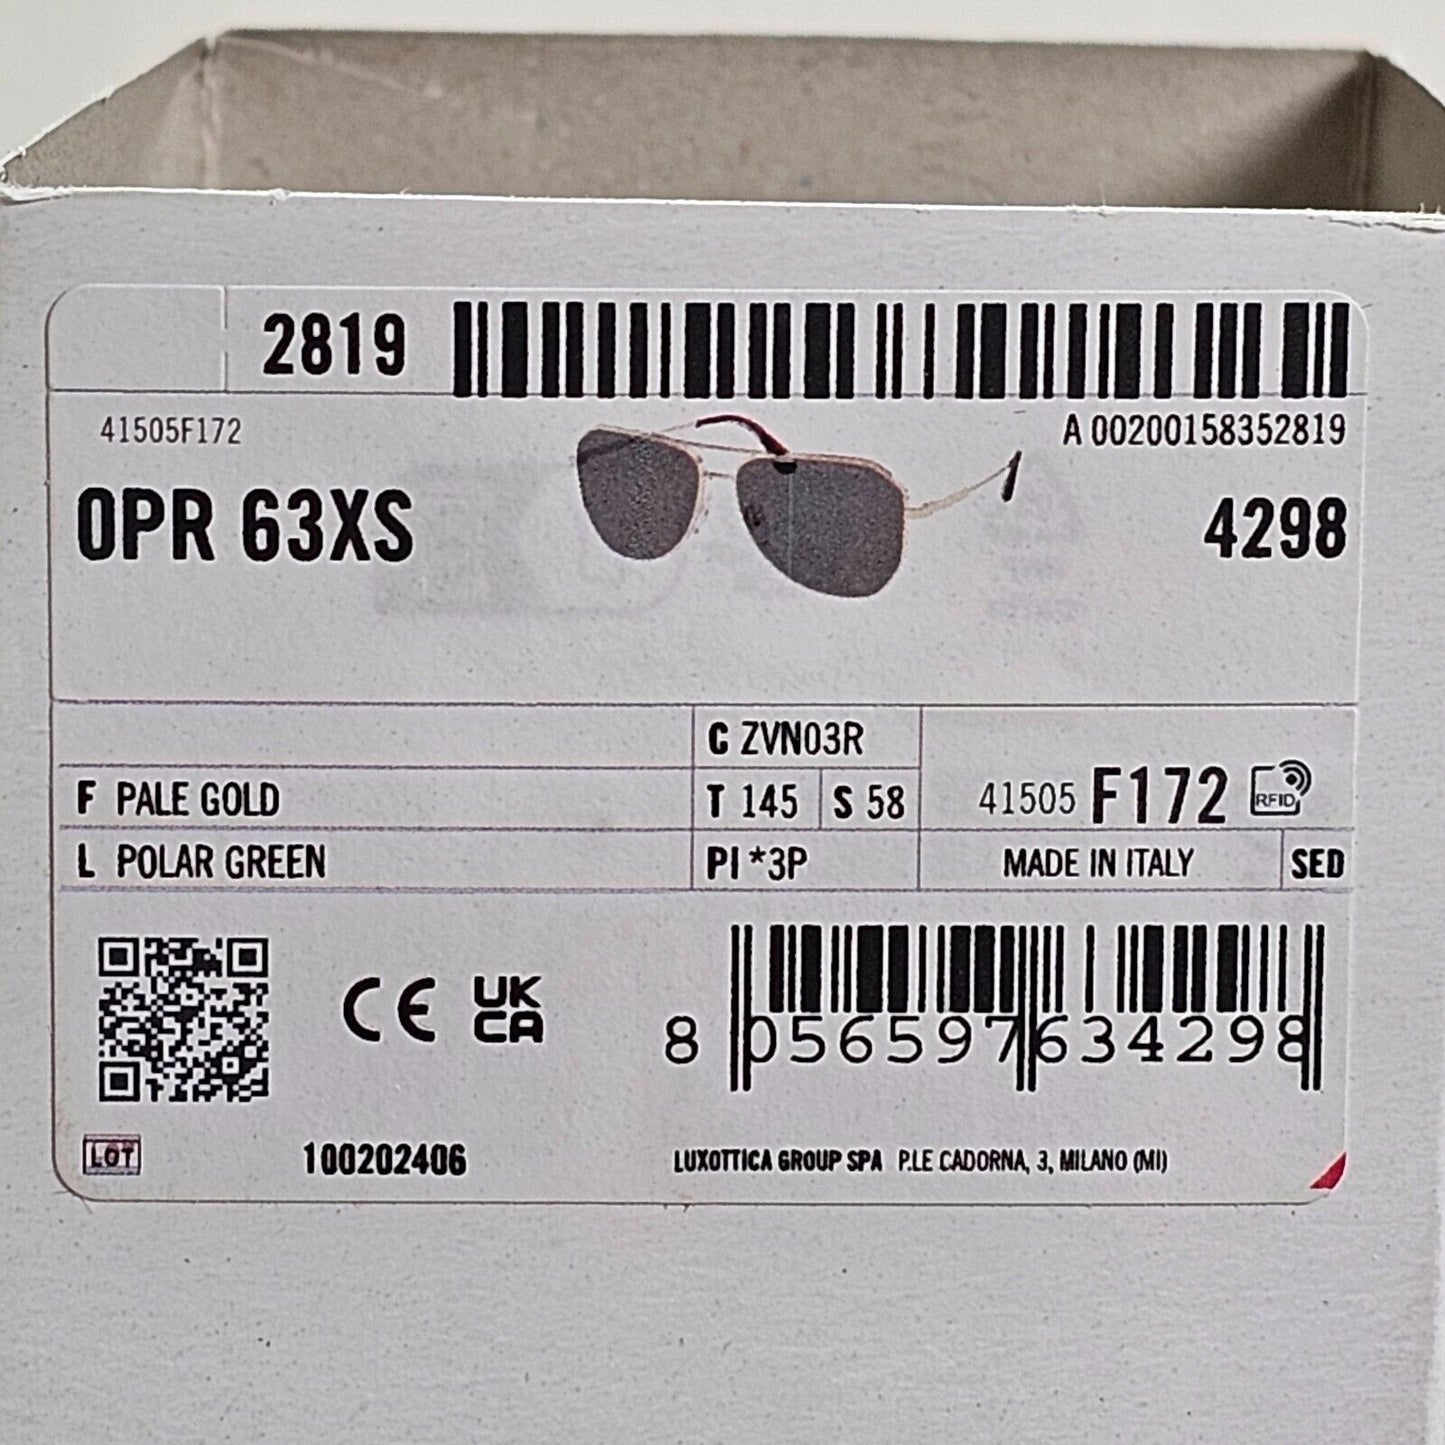 2819
41505F172
A 00200158352819
0PR 63XS
4298
C ZVN03R
F PALE GOLD
T 145
S 58
41505 F172
RFID
L POLAR GREEN
PI *3P
MADE IN ITALY
SED
CE
UK
CA
8 056597 634298
LOT
100202406
LUXOTTICA GROUP SPA P.LE CADORNA, 3, MILANO (MI)